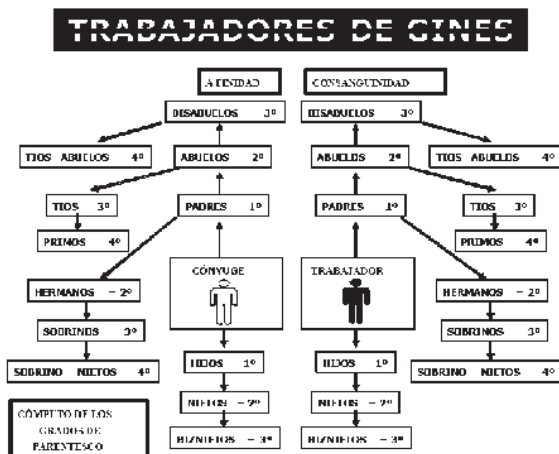 TRABAJADORES DE GINES
AFINIDAD
CONSANGUINIDAD
BISABUELOS 3º
BISABUELOS 3º
TIOS ABUELOS 4º
ABUELOS 2º
ABUELOS 2º
TIOS ABUELOS 4º
TIOS 3º
PADRES 1º
PADRES 1º
TIOS 3º
PRIMOS 4º
PRIMOS 4º
CÓNYUGE
TRABAJADOR
HERMANOS - 2º
HERMANOS - 2º
SOBRINOS 3º
SOBRINOS 3º
HIJOS 1º
HIJOS 1º
SOBRINO NIETOS 4º
SOBRINO NIETOS 4º
NIETOS - 2º
NIETOS - 2º
BIZNIETOS - 3º
BIZNIETOS - 3º
CÓMPUTO DE LOS
GRADOS DE
PARENTESCO